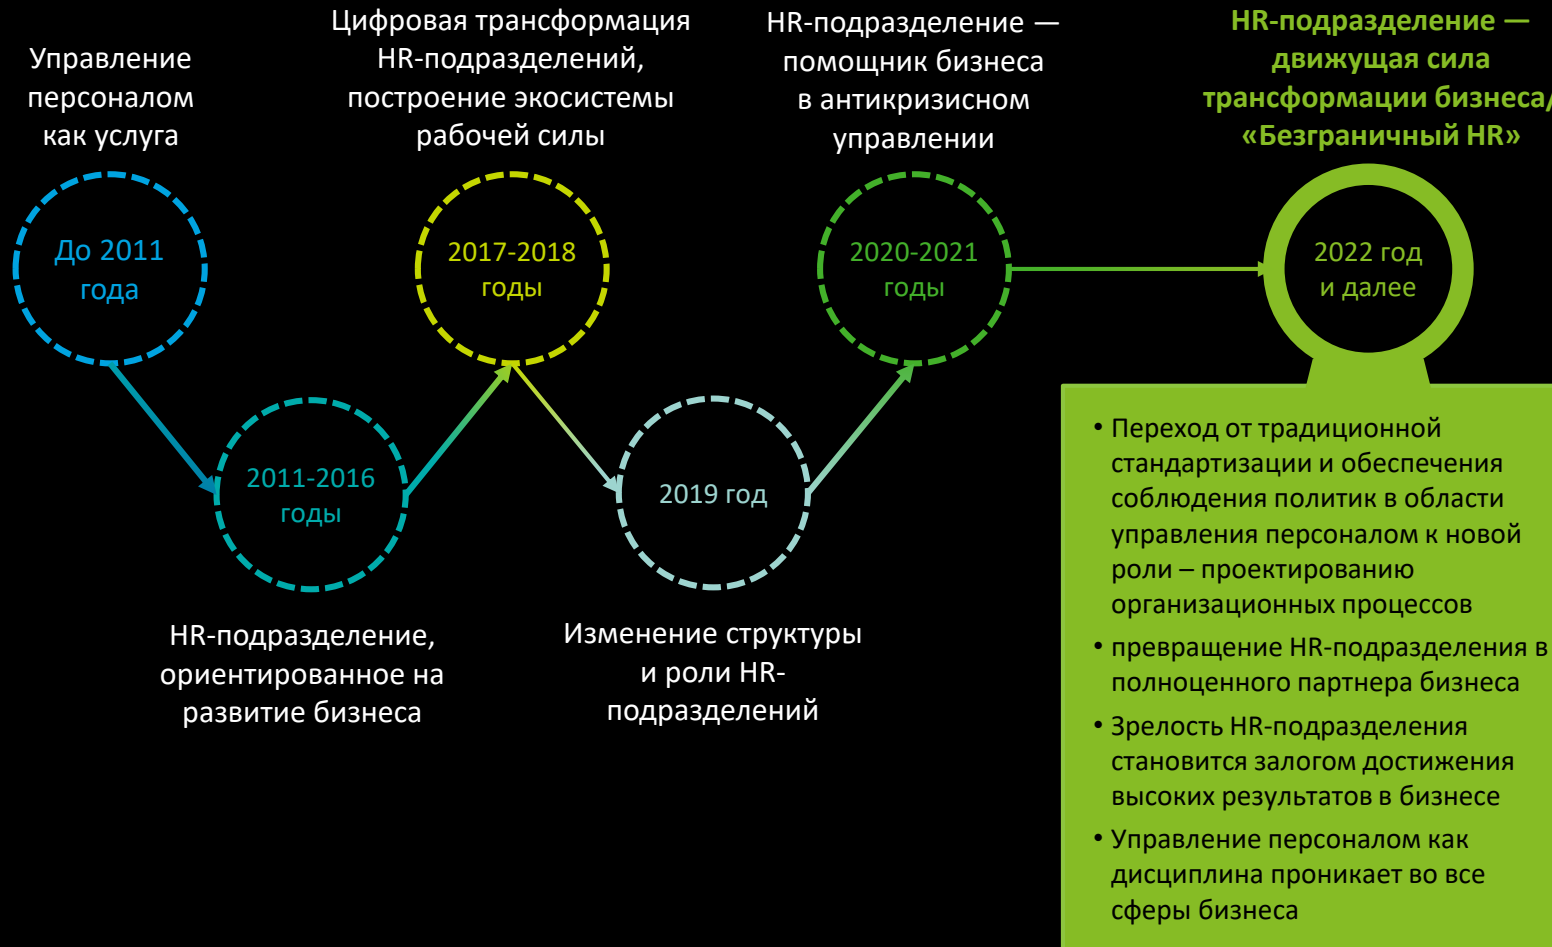 Управление
персоналом
как услуга
До 2011
года
2011-2016
годы
HR-подразделение,
ориентированное на
развитие бизнеса
Цифровая трансформация
HR-подразделений,
построение экосистемы
рабочей силы
2017-2018
годы
2019 год
Изменение структуры
и роли HR-
подразделений
HR-подразделение —
помощник бизнеса
в антикризисном
управлении
2020-2021
годы
HR-подразделение —
движущая сила
трансформации бизнеса/
«Безграничный HR»
2022 год
и далее
• Переход от традиционной
стандартизации и обеспечения
соблюдения политик в области
управления персоналом к новой
роли – проектированию
организационных процессов
• превращение HR-подразделения в
полноценного партнера бизнеса
• Зрелость HR-подразделения
становится залогом достижения
высоких результатов в бизнесе
• Управление персоналом как
дисциплина проникает во все
сферы бизнеса